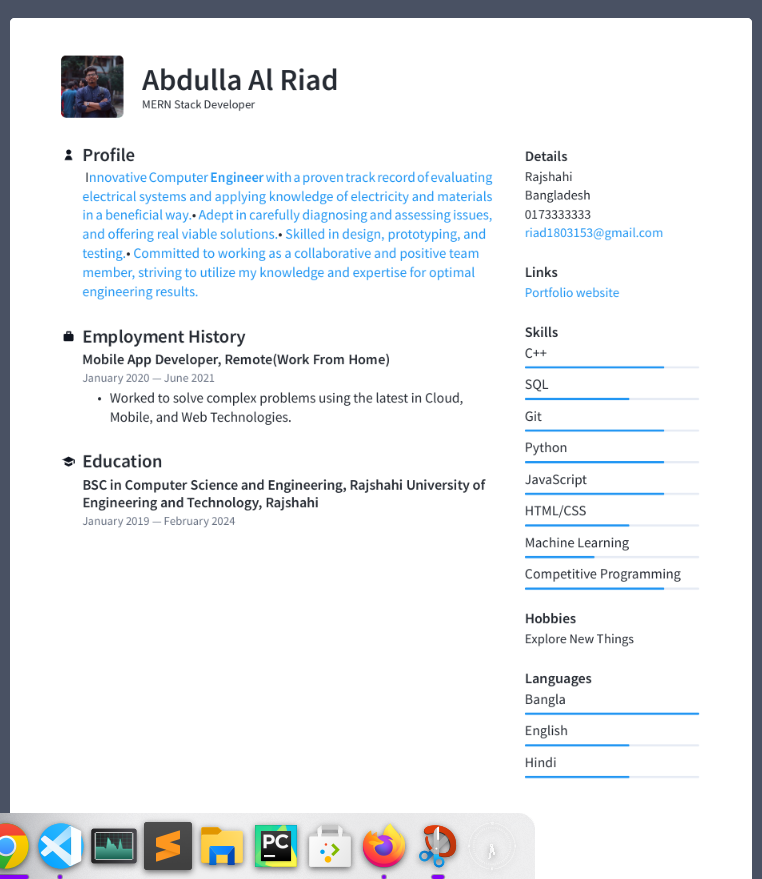 Abdulla Al Riad
MERN Stack Developer
Profile
Innovative Computer Engineer with a proven track record of evaluating
electrical systems and applying knowledge of electricity and materials
in a beneficial way.• Adept in carefully diagnosing and assessing issues,
and offering real viable solutions.• Skilled in design, prototyping, and
testing.• Committed to working as a collaborative and positive team
member, striving to utilize my knowledge and expertise for optimal
engineering results.
Employment History
Mobile App Developer, Remote(Work From Home)
January 2020 — June 2021
• Worked to solve complex problems using the latest in Cloud,
Mobile, and Web Technologies.
Education
BSC in Computer Science and Engineering, Rajshahi University of
Engineering and Technology, Rajshahi
January 2019 — February 2024
Details
Rajshahi
Bangladesh
0173333333
riad1803153@gmail.com
Links
Portfolio website
Skills
C++
SQL
Git
Python
JavaScript
HTML/CSS
Machine Learning
Competitive Programming
Hobbies
Explore New Things
Languages
Bangla
English
Hindi
PC